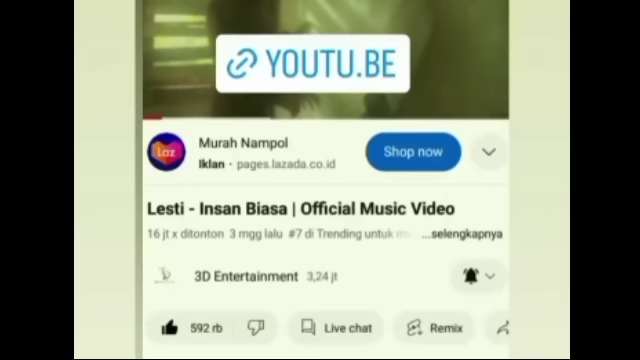 YOUTU.BE
Laz
Murah Nampol
Shop now
Iklan · pages.lazada.co.id
Lesti - Insan Biasa | Official Music Video
16 jt x ditonton 3 mgg lalu #7 di Trending untuk ...selengkapnya
3D Entertainment 3,24 jt
592 rb
Live chat
Remix